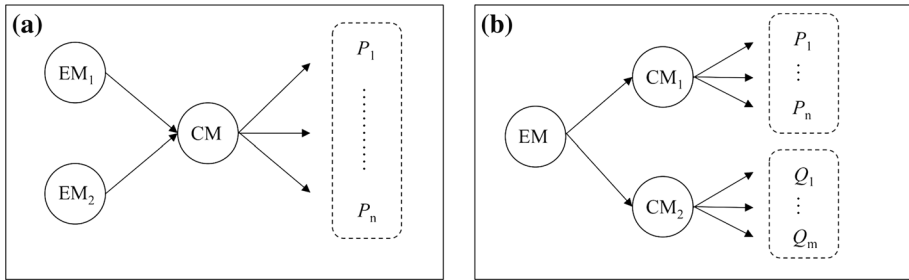 (a)
EM₁
EM₂
CM
P₁
⋮
Pₙ
(b)
EM
CM₁
CM₂
P₁
⋮
Pₙ
Q₁
⋮
Qₘ